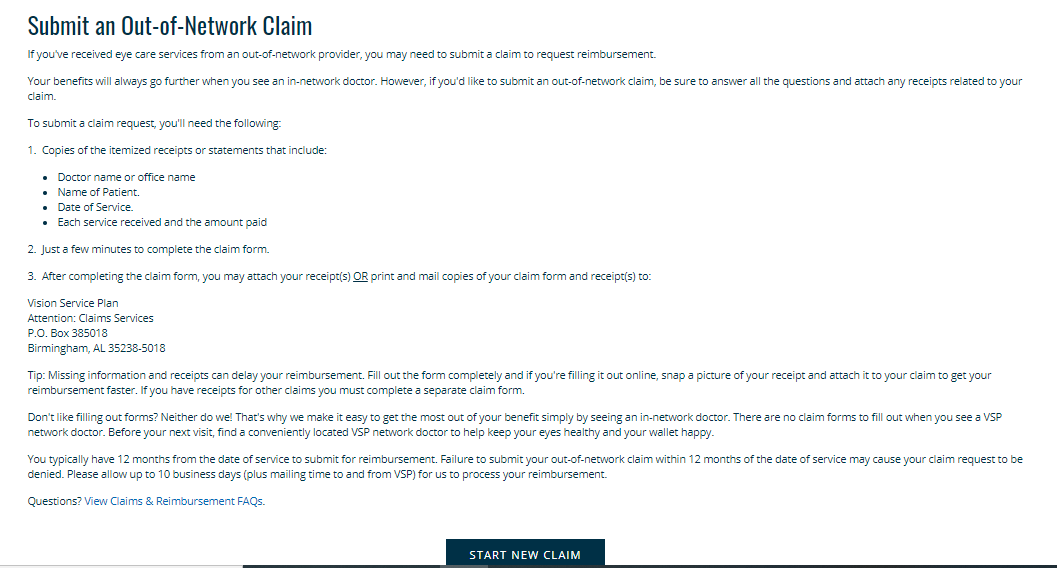 Submit an Out-of-Network Claim
If you've received eye care services from an out-of-network provider, you may need to submit a claim to request reimbursement.
Your benefits will always go further when you see an in-network doctor. However, if you'd like to submit an out-of-network claim, be sure to answer all the questions and attach any receipts related to your
claim.
To submit a claim request, you'll need the following:
1. Copies of the itemized receipts or statements that include:
• Doctor name or office name
• Name of Patient.
• Date of Service.
• Each service received and the amount paid
2. Just a few minutes to complete the claim form.
3. After completing the claim form, you may attach your receipt(s) OR print and mail copies of your claim form and receipt(s) to:
Vision Service Plan
Attention: Claims Services
P.O. Box 385018
Birmingham, AL 35238-5018
Tip: Missing information and receipts can delay your reimbursement. Fill out the form completely and if you're filling it out online, snap a picture of your receipt and attach it to your claim to get your
reimbursement faster. If you have receipts for other claims you must complete a separate claim form.
Don't like filling out forms? Neither do we! That's why we make it easy to get the most out of your benefit simply by seeing an in-network doctor. There are no claim forms to fill out when you see a VSP
network doctor. Before your next visit, find a conveniently located VSP network doctor to help keep your eyes healthy and your wallet happy.
You typically have 12 months from the date of service to submit for reimbursement. Failure to submit your out-of-network claim within 12 months of the date of service may cause your claim request to be
denied. Please allow up to 10 business days (plus mailing time to and from VSP) for us to process your reimbursement.
Questions? View Claims & Reimbursement FAQs.
START NEW CLAIM